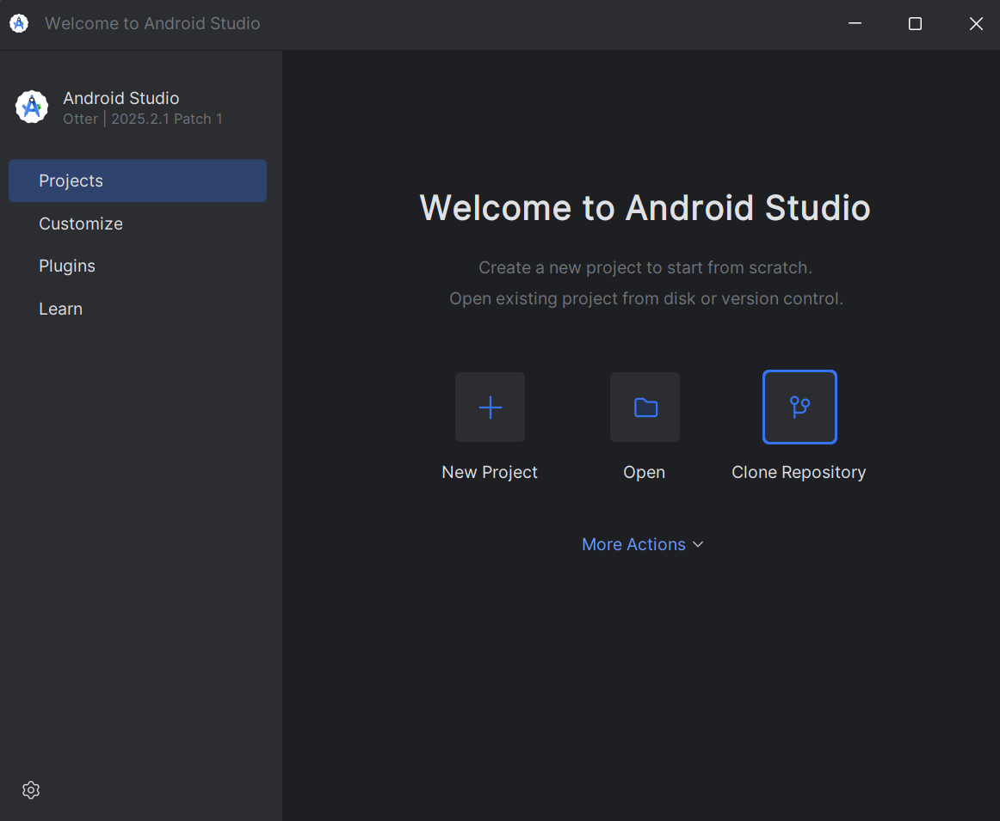 Welcome to Android Studio
Android Studio
Otter | 2025.2.1 Patch 1
Projects
Customize
Plugins
Learn
Welcome to Android Studio
Create a new project to start from scratch.
Open existing project from disk or version control.
New Project
Open
Clone Repository
More Actions